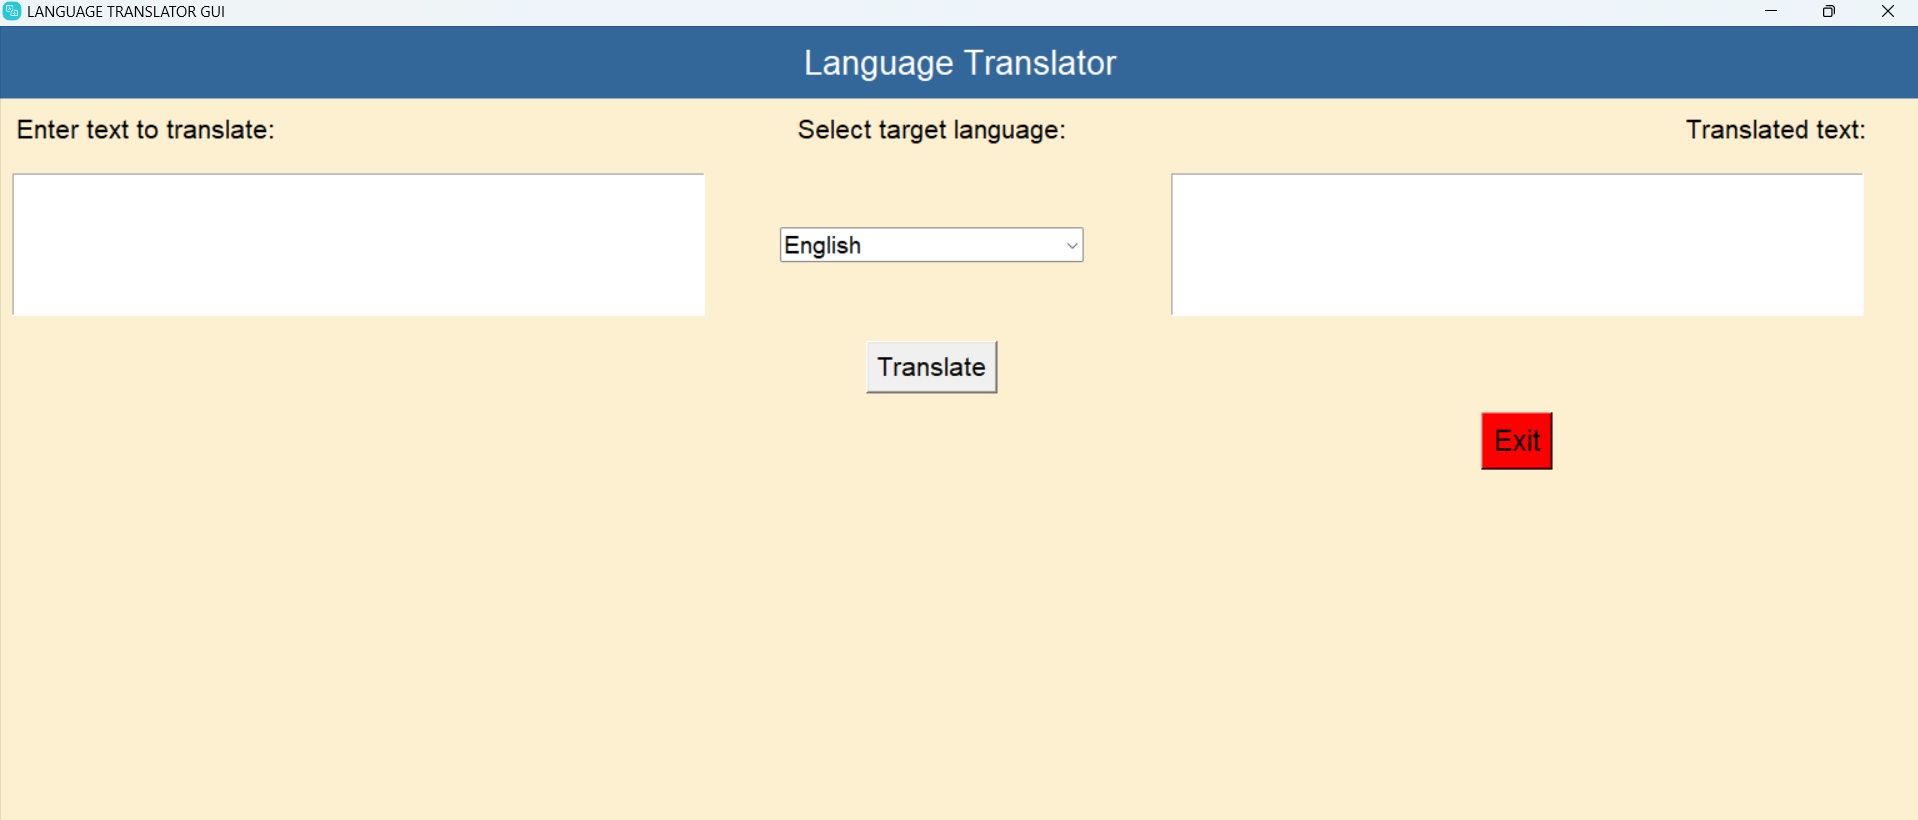 LANGUAGE TRANSLATOR GUI
Language Translator
Enter text to translate:
Select target language:
Translated text:
English
Translate
Exit